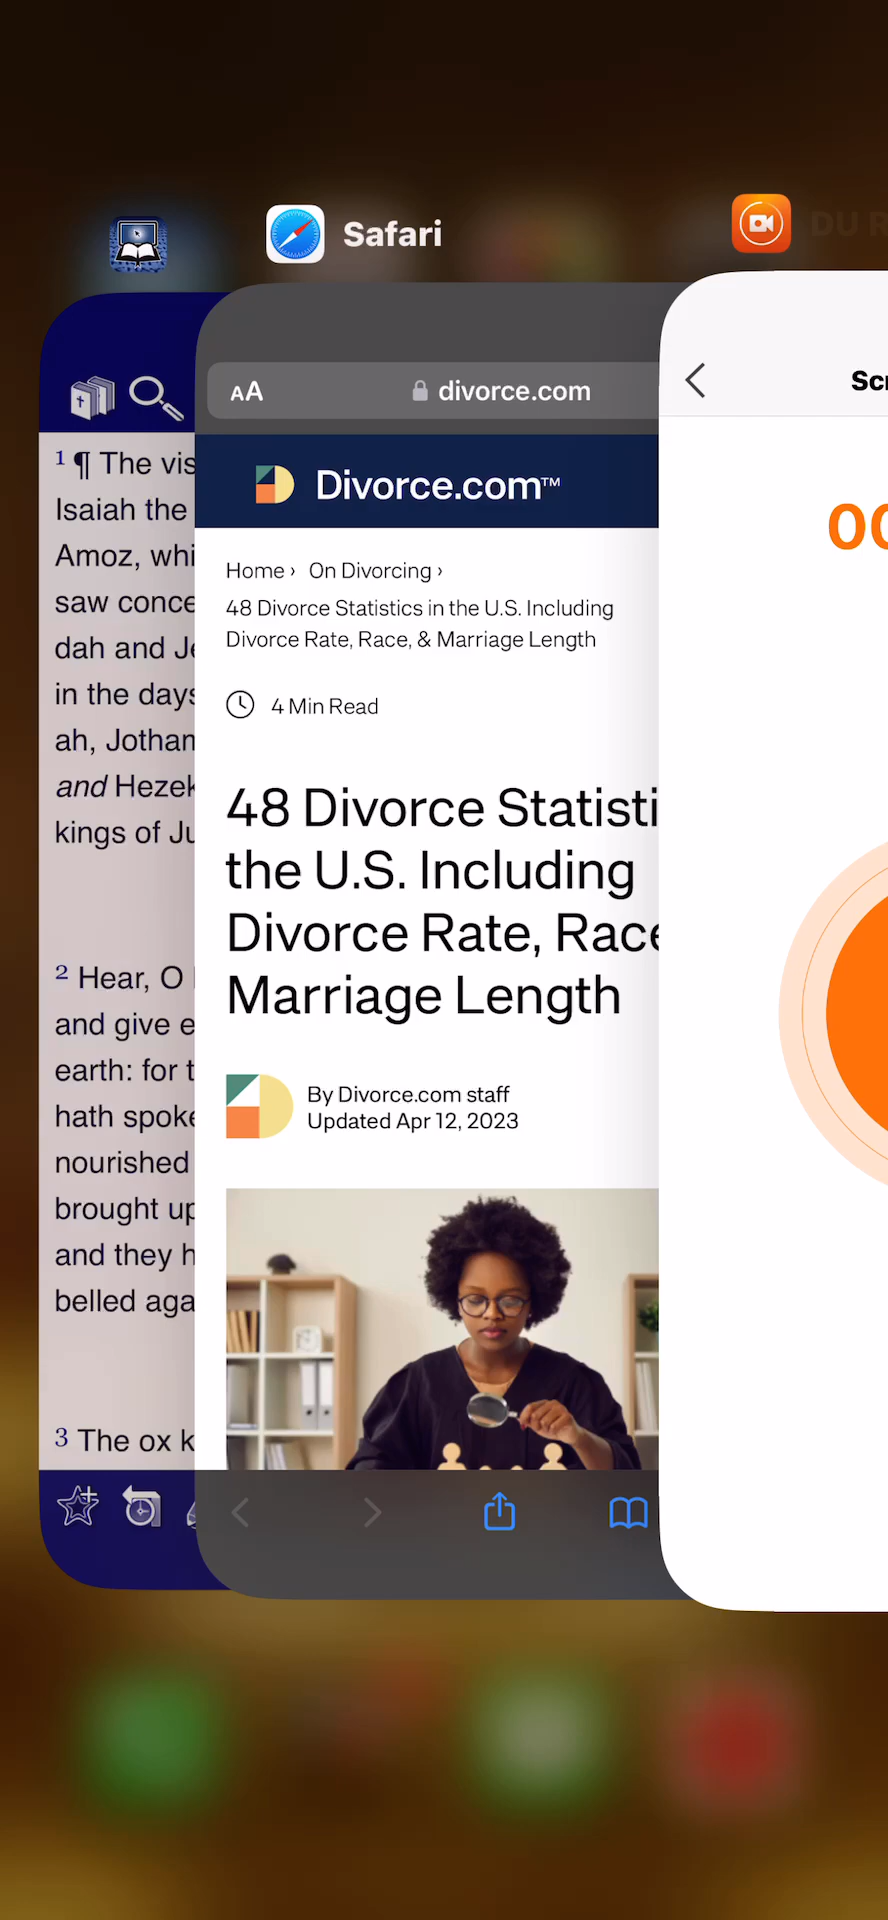 Safari
DU R
1 ¶ The vis
Isaiah the
Amoz, whi
saw conce
dah and Je
in the days
ah, Jotham
and Hezek
kings of Ju
2 Hear, O
and give e
earth: for t
hath spoke
nourished
brought up
and they h
belled aga
3 The ox k
AA
divorce.com
Divorce.com™
Home › On Divorcing ›
48 Divorce Statistics in the U.S. Including
Divorce Rate, Race, & Marriage Length
4 Min Read
48 Divorce Statisti
the U.S. Including
Divorce Rate, Race
Marriage Length
By Divorce.com staff
Updated Apr 12, 2023
Scr
00